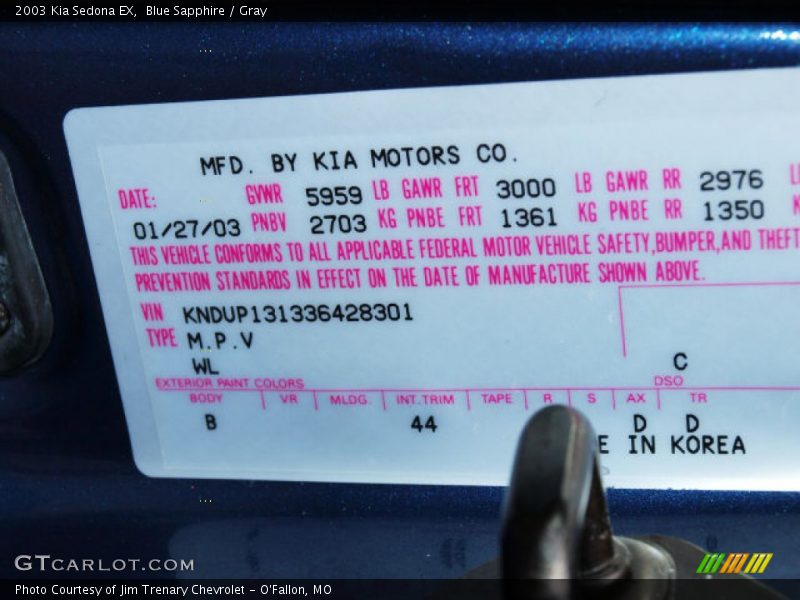 2003 Kia Sedona EX, Blue Sapphire / Gray
MFD. BY KIA MOTORS CO.
DATE: GVWR 5959 LB GAWR FRT 3000 LB GAWR RR 2976
01/27/03 PNBV 2703 KG PNBE FRT 1361 KG PNBE RR 1350
THIS VEHICLE CONFORMS TO ALL APPLICABLE FEDERAL MOTOR VEHICLE SAFETY,BUMPER,AND THEFT
PREVENTION STANDARDS IN EFFECT ON THE DATE OF MANUFACTURE SHOWN ABOVE.
VIN KNDUP131336428301
TYPE M.P.V
WL C
EXTERIOR PAINT COLORS DSO
BODY VR MLDG. INT.TRIM TAPE R S AX TR
B 44 D D
E IN KOREA
GTCARLOT.COM
Photo Courtesy of Jim Trenary Chevrolet - O'Fallon, MO